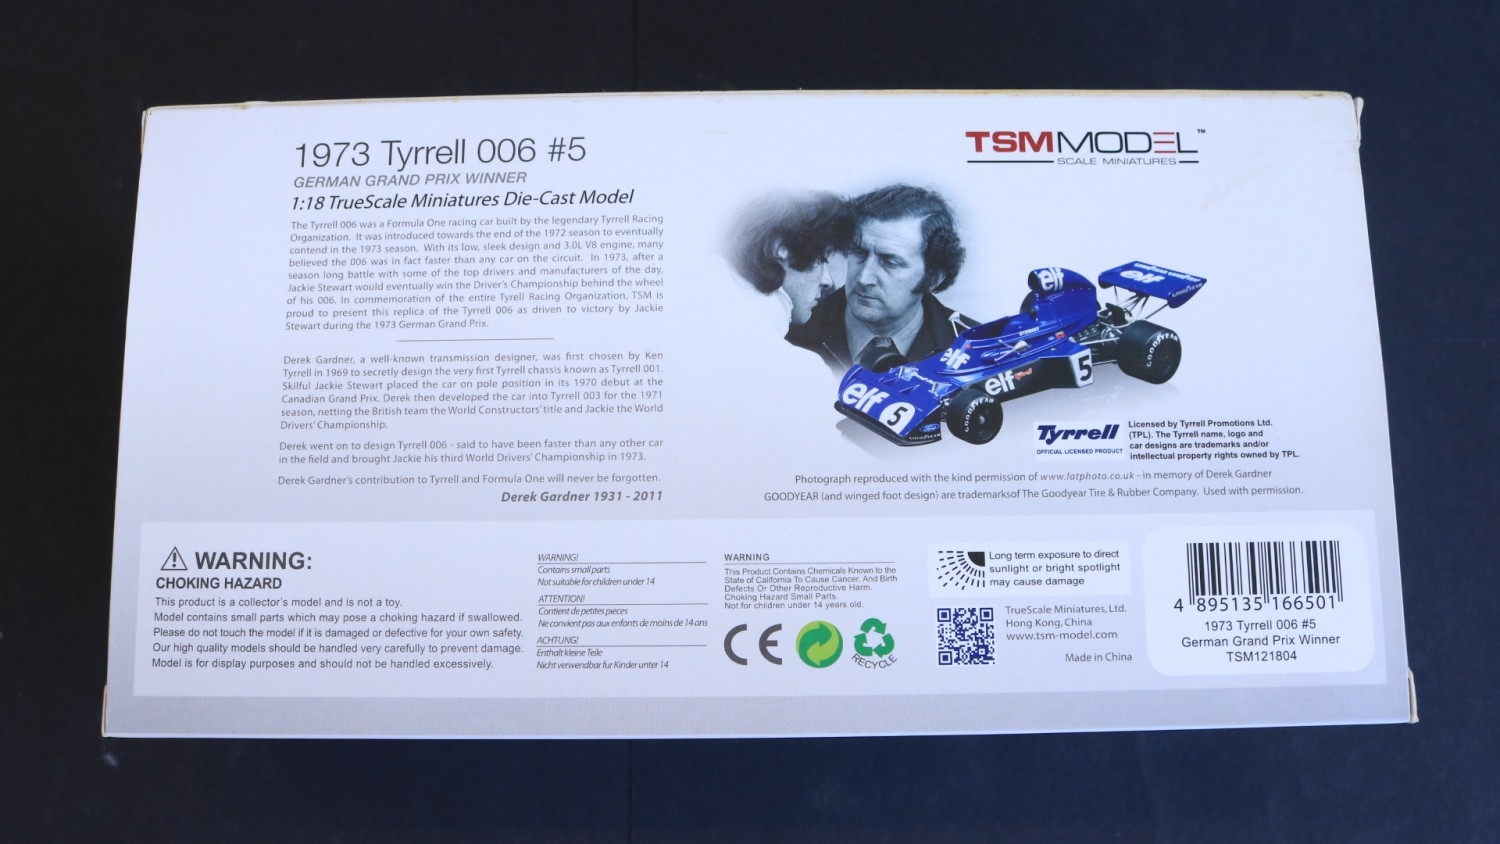 1973 Tyrrell 006 #5
GERMAN GRAND PRIX WINNER
1:18 TrueScale Miniatures Die-Cast Model
The Tyrrell 006 was a Formula One racing car built by the legendary Tyrrell Racing
Organization. It was introduced towards the end of the 1972 season to eventually
contend in the 1973 season. With its low, sleek design and 3.0L V8 engine, many
believed the 006 was in fact faster than any car on the circuit. In 1973, after a
season long battle with some of the top drivers and manufacturers of the day,
Jackie Stewart would eventually win the Driver's Championship behind the wheel
of his 006. In commemoration of the entire Tyrell Racing Organization, TSM is
proud to present this replica of the Tyrrell 006 as driven to victory by Jackie
Stewart during the 1973 German Grand Prix.
Derek Gardner, a well-known transmission designer, was first chosen by Ken
Tyrrell in 1969 to secretly design the very first Tyrrell chassis known as Tyrrell 001.
Skilful Jackie Stewart placed the car on pole position in its 1970 debut at the
Canadian Grand Prix. Derek then developed the car into Tyrrell 003 for the 1971
season, netting the British team the World Constructors' title and Jackie the World
Drivers' Championship.
Derek went on to design Tyrrell 006 - said to have been faster than any other car
in the field and brought Jackie his third World Drivers' Championship in 1973.
Derek Gardner's contribution to Tyrrell and Formula One will never be forgotten.
Derek Gardner 1931 - 2011
TSMMODEL™
SCALE MINIATURES
elf
elf
GOODYEAR
STEWART
elf
elf
5
GOODYEAR
elf
5
Ford
GOODYEAR
GOODYEAR
Tyrrell
OFFICIAL LICENSED PRODUCT
Licensed by Tyrrell Promotions Ltd.
(TPL). The Tyrrell name, logo and
car designs are trademarks and/or
intellectual property rights owned by TPL.
Photograph reproduced with the kind permission of www.latphoto.co.uk - in memory of Derek Gardner
GOODYEAR (and winged foot design) are trademarksof The Goodyear Tire & Rubber Company. Used with permission.
WARNING:
CHOKING HAZARD
This product is a collector's model and is not a toy.
Model contains small parts which may pose a choking hazard if swallowed.
Please do not touch the model if it is damaged or defective for your own safety.
Our high quality models should be handled very carefully to prevent damage.
Model is for display purposes and should not be handled excessively.
WARNING!
Contains small parts
Not suitable for children under 14
ATTENTION!
Contient de petites pieces
Ne convient pas aux enfants de moins de 14 ans
ACHTUNG!
Enthalt kleine Teile
Nicht verwendbar fur Kinder unter 14
WARNING
This Product Contains Chemicals Known to the
State of California To Cause Cancer, And Birth
Defects Or Other Reproductive Harm.
Choking Hazard Small Parts.
Not for children under 14 years old.
CE
RECYCLE
Long term exposure to direct
sunlight or bright spotlight
may cause damage
TrueScale Miniatures, Ltd.
Hong Kong, China
www.tsm-model.com
Made in China
4 895135 166501
1973 Tyrrell 006 #5
German Grand Prix Winner
TSM121804